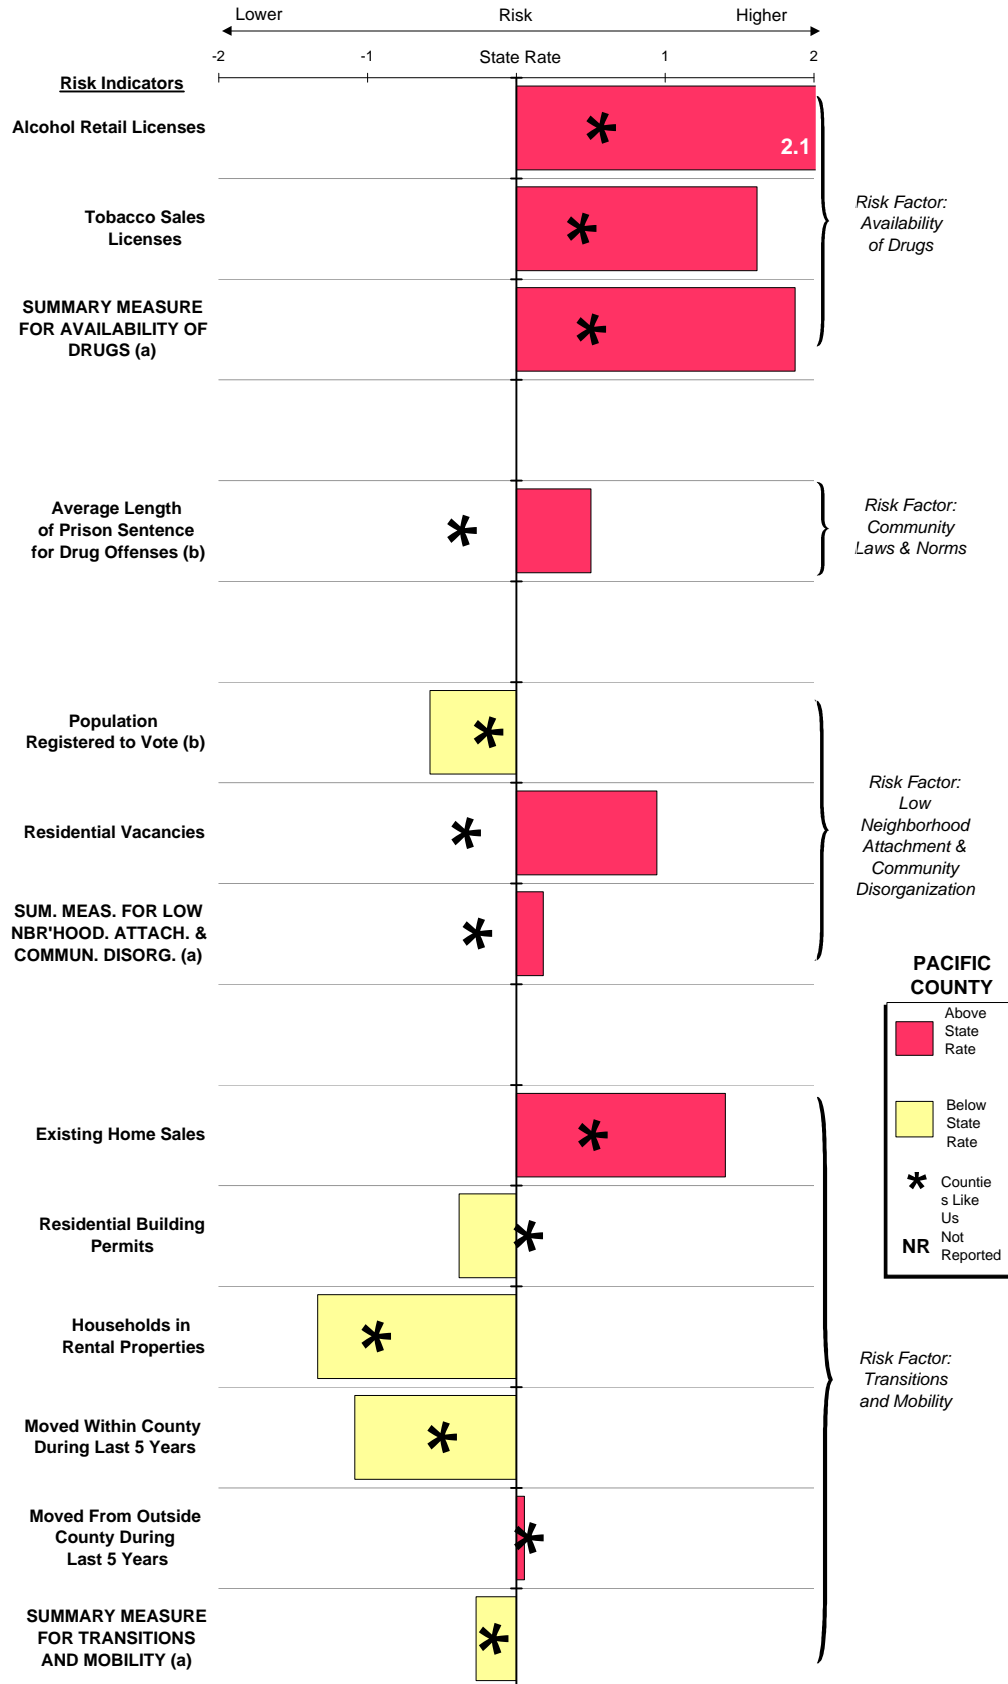 Lower Risk Higher
-2 -1 State Rate 1 2
Risk Indicators
Alcohol Retail Licenses
2.1
Tobacco Sales
Licenses
SUMMARY MEASURE
FOR AVAILABILITY OF
DRUGS (a)
Risk Factor:
Availability
of Drugs
Average Length
of Prison Sentence
for Drug Offenses (b)
Risk Factor:
Community
Laws & Norms
Population
Registered to Vote (b)
Residential Vacancies
SUM. MEAS. FOR LOW
NBR'HOOD. ATTACH. &
COMMUN. DISORG. (a)
Risk Factor:
Low
Neighborhood
Attachment &
Community
Disorganization
PACIFIC
COUNTY
Above
State
Rate
Below
State
Rate
* Countie
s Like
Us
NR Not
Reported
Existing Home Sales
Residential Building
Permits
Households in
Rental Properties
Moved Within County
During Last 5 Years
Moved From Outside
County During
Last 5 Years
SUMMARY MEASURE
FOR TRANSITIONS
AND MOBILITY (a)
Risk Factor:
Transitions
and Mobility